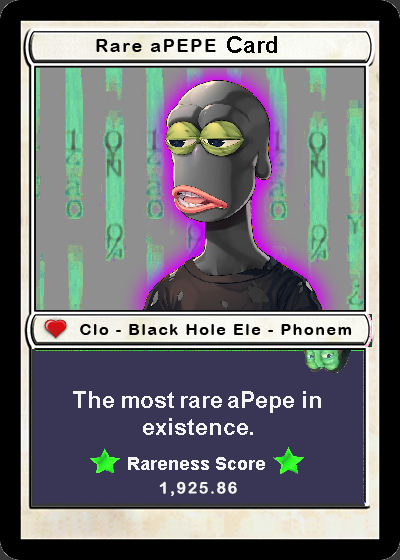 Rare aPEPE Card
Clo - Black Hole Ele - Phonem
The most rare aPepe in
existence.
Rareness Score
1,925.86